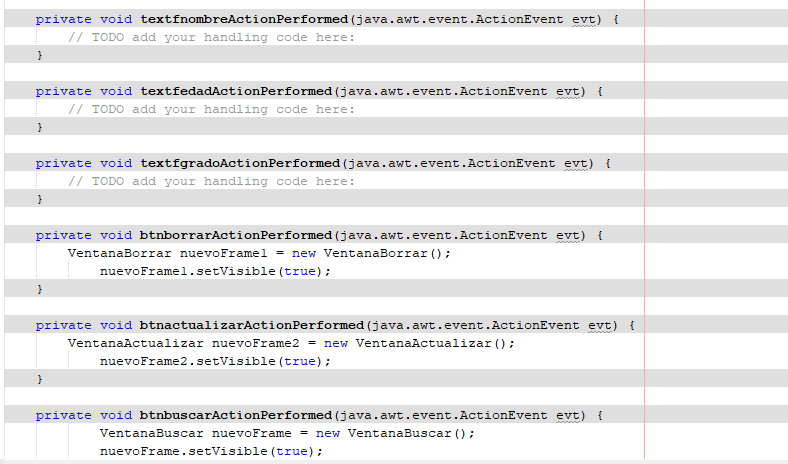 private void textfnombreActionPerformed(java.awt.event.ActionEvent evt) {
// TODO add your handling code here:
}
private void textfedadActionPerformed(java.awt.event.ActionEvent evt) {
// TODO add your handling code here:
}
private void textfgradoActionPerformed(java.awt.event.ActionEvent evt) {
// TODO add your handling code here:
}
private void btnborrarActionPerformed(java.awt.event.ActionEvent evt) {
VentanaBorrar nuevoFrame1 = new VentanaBorrar();
nuevoFrame1.setVisible(true);
}
private void btnactualizarActionPerformed(java.awt.event.ActionEvent evt) {
VentanaActualizar nuevoFrame2 = new VentanaActualizar();
nuevoFrame2.setVisible(true);
}
private void btnbuscarActionPerformed(java.awt.event.ActionEvent evt) {
VentanaBuscar nuevoFrame = new VentanaBuscar();
nuevoFrame.setVisible(true);